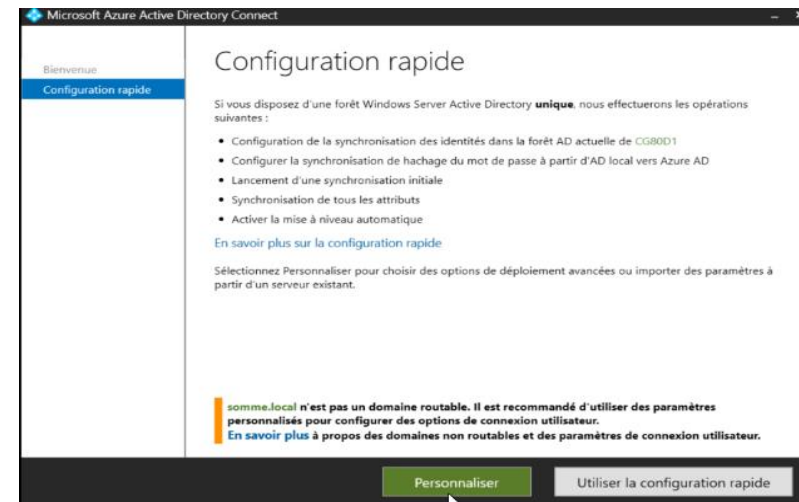 Microsoft Azure Active Directory Connect
Bienvenue
Configuration rapide
Configuration rapide
Si vous disposez d'une forêt Windows Server Active Directory unique, nous effectuerons les opérations
suivantes :
• Configuration de la synchronisation des identités dans la forêt AD actuelle de CG80D1
• Configurer la synchronisation de hachage du mot de passe à partir d'AD local vers Azure AD
• Lancement d'une synchronisation initiale
• Synchronisation de tous les attributs
• Activer la mise à niveau automatique
En savoir plus sur la configuration rapide
Sélectionnez Personnaliser pour choisir des options de déploiement avancées ou importer des paramètres à
partir d'un serveur existant.
somme.local n'est pas un domaine routable. Il est recommandé d'utiliser des paramètres
personnalisés pour configurer des options de connexion
utilisateur.
En savoir plus à propos des domaines non routables et des paramètres de connexion utilisateur.
Personnaliser
Utiliser la configuration rapide